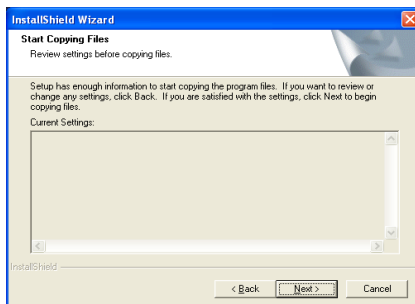 InstallShield Wizard
Start Copying Files
Review settings before copying files.
Setup has enough information to start copying the program files. If you want to review or
change any settings, click Back. If you are satisfied with the settings, click Next to begin
copying files.
Current Settings:
InstallShield
< Back
Next >
Cancel